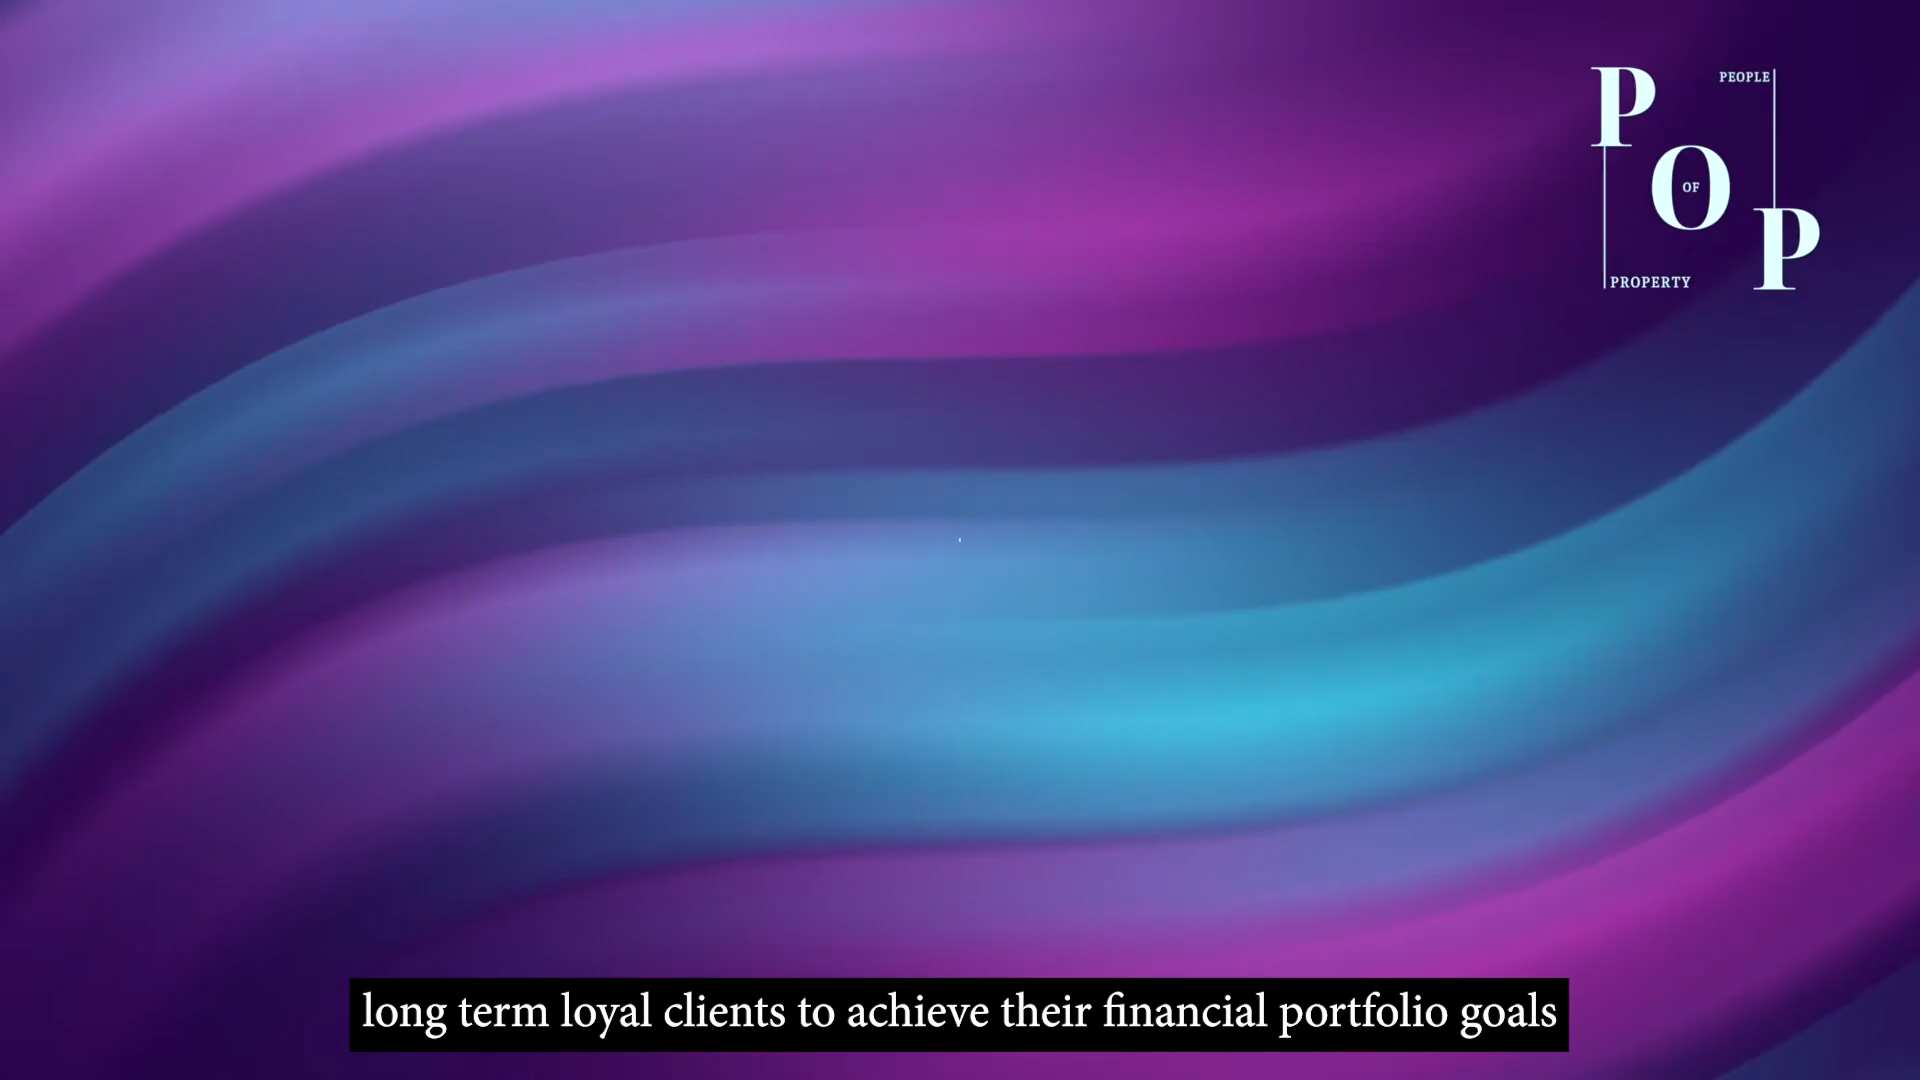 P
PEOPLE
O
OF
P
PROPERTY
long term loyal clients to achieve their financial portfolio goals